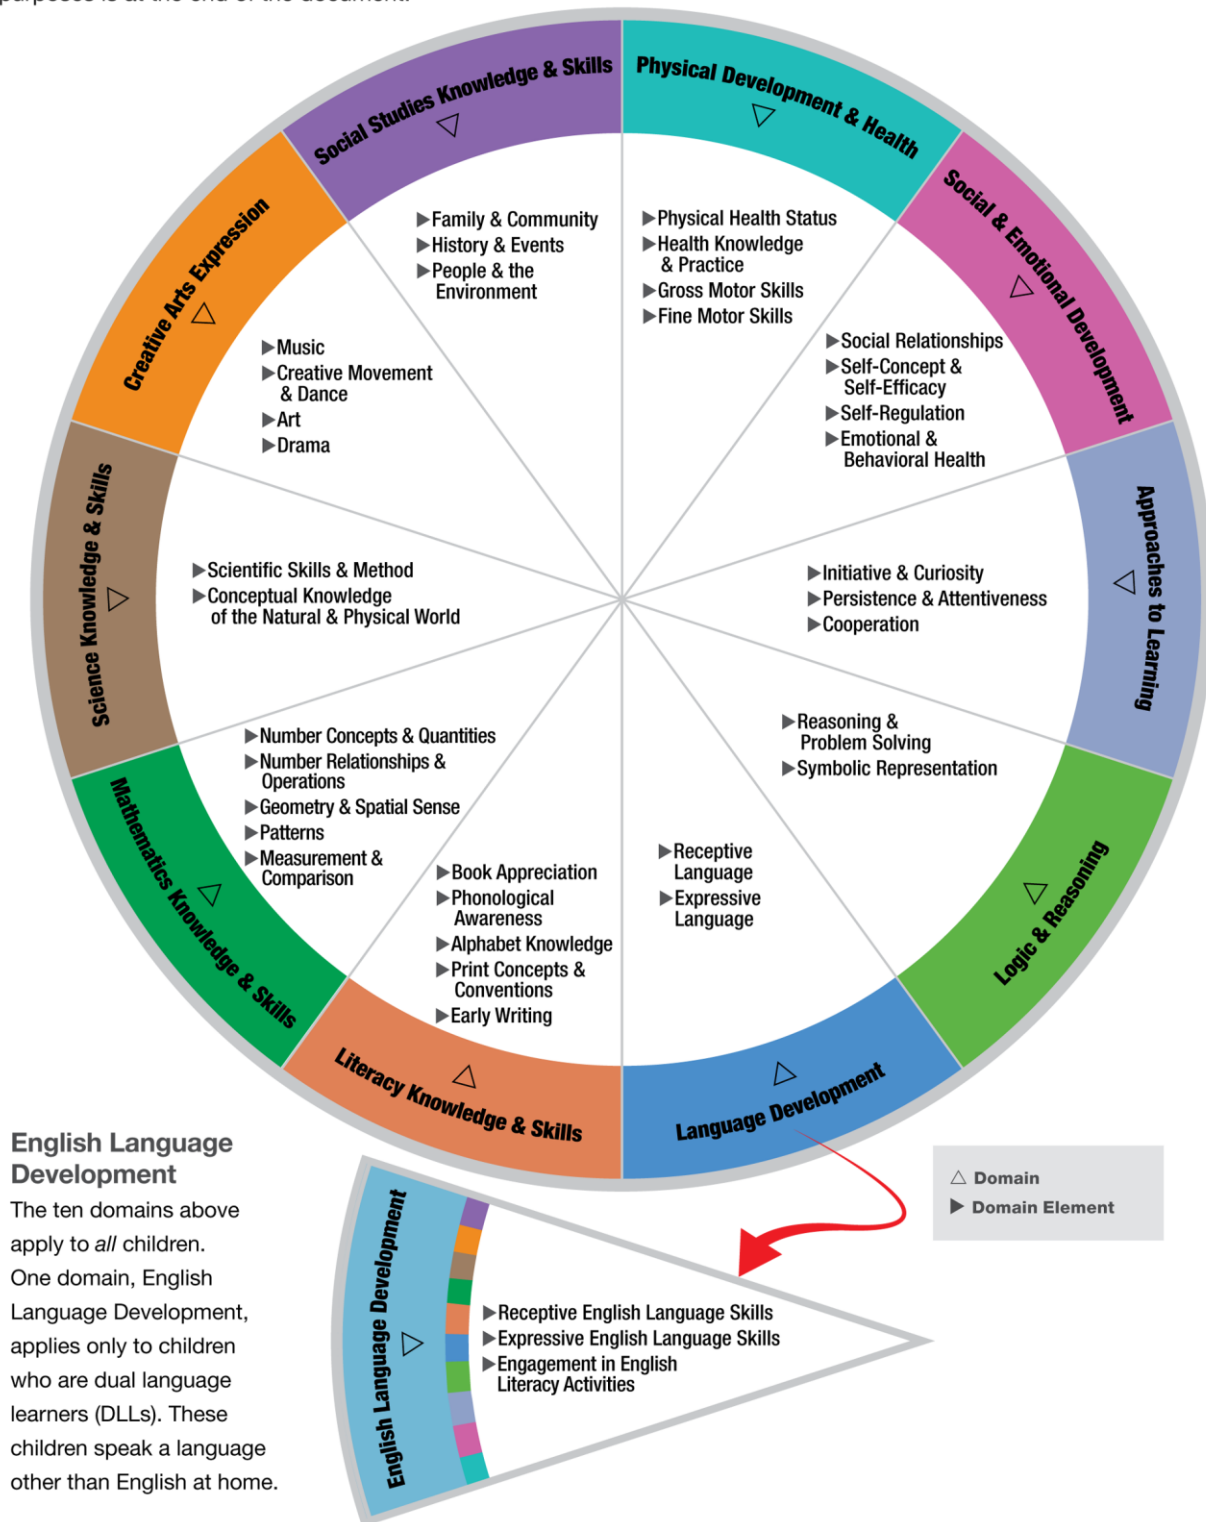 purposes is at the end of the document.
Social Studies Knowledge & Skills
Physical Development & Health
Social & Emotional Development
Approaches to Learning
Logic & Reasoning
Language Development
Literacy Knowledge & Skills
Mathematics Knowledge & Skills
Science Knowledge & Skills
Creative Arts Expression
Family & Community
History & Events
People & the
Environment
Physical Health Status
Health Knowledge
& Practice
Gross Motor Skills
Fine Motor Skills
Social Relationships
Self-Concept &
Self-Efficacy
Self-Regulation
Emotional &
Behavioral Health
Initiative & Curiosity
Persistence & Attentiveness
Cooperation
Reasoning &
Problem Solving
Symbolic Representation
Receptive
Language
Expressive
Language
Book Appreciation
Phonological
Awareness
Alphabet Knowledge
Print Concepts &
Conventions
Early Writing
Number Concepts & Quantities
Number Relationships &
Operations
Geometry & Spatial Sense
Patterns
Measurement &
Comparison
Scientific Skills & Method
Conceptual Knowledge
of the Natural & Physical World
Music
Creative Movement
& Dance
Art
Drama
English Language
Development
The ten domains above
apply to all children.
One domain, English
Language Development,
applies only to children
who are dual language
learners (DLLs). These
children speak a language
other than English at home.
English Language Development
Receptive English Language Skills
Expressive English Language Skills
Engagement in English
Literacy Activities
Domain
Domain Element